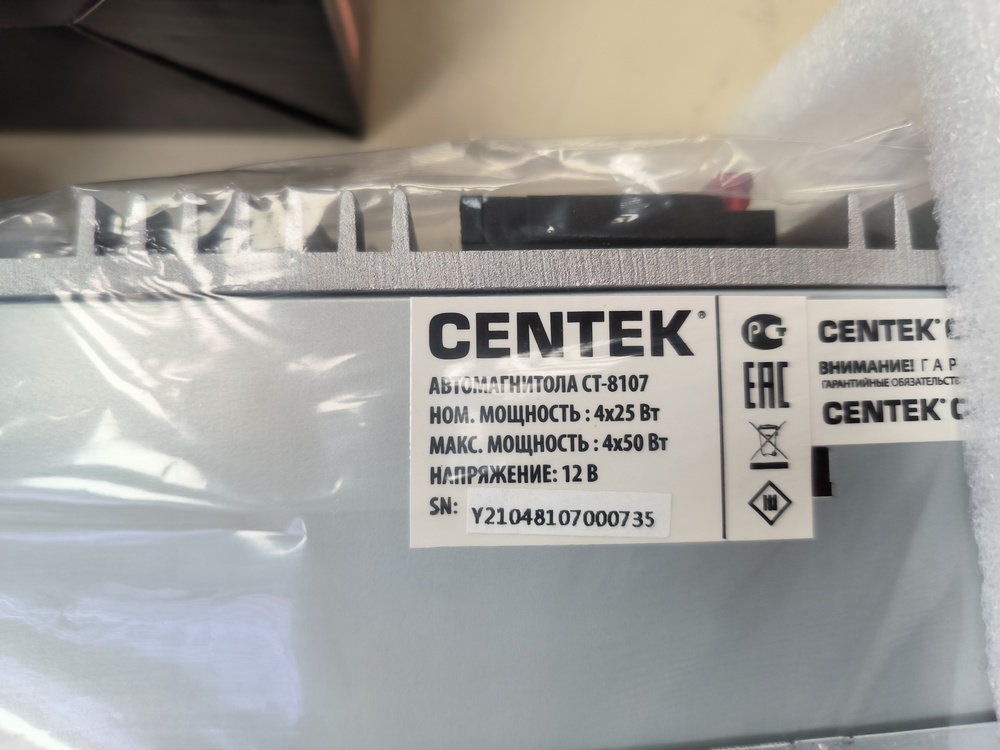 CENTEK®
АВТОМАГНИТОЛА CT-8107
НОМ. МОЩНОСТЬ : 4x25 Вт
МАКС. МОЩНОСТЬ : 4x50 Вт
НАПРЯЖЕНИЕ: 12 В
SN: Y21048107000735
EAC
CENTEK®
ВНИМАНИЕ!
ГАРАНТИЙНЫЕ
CENTEK®